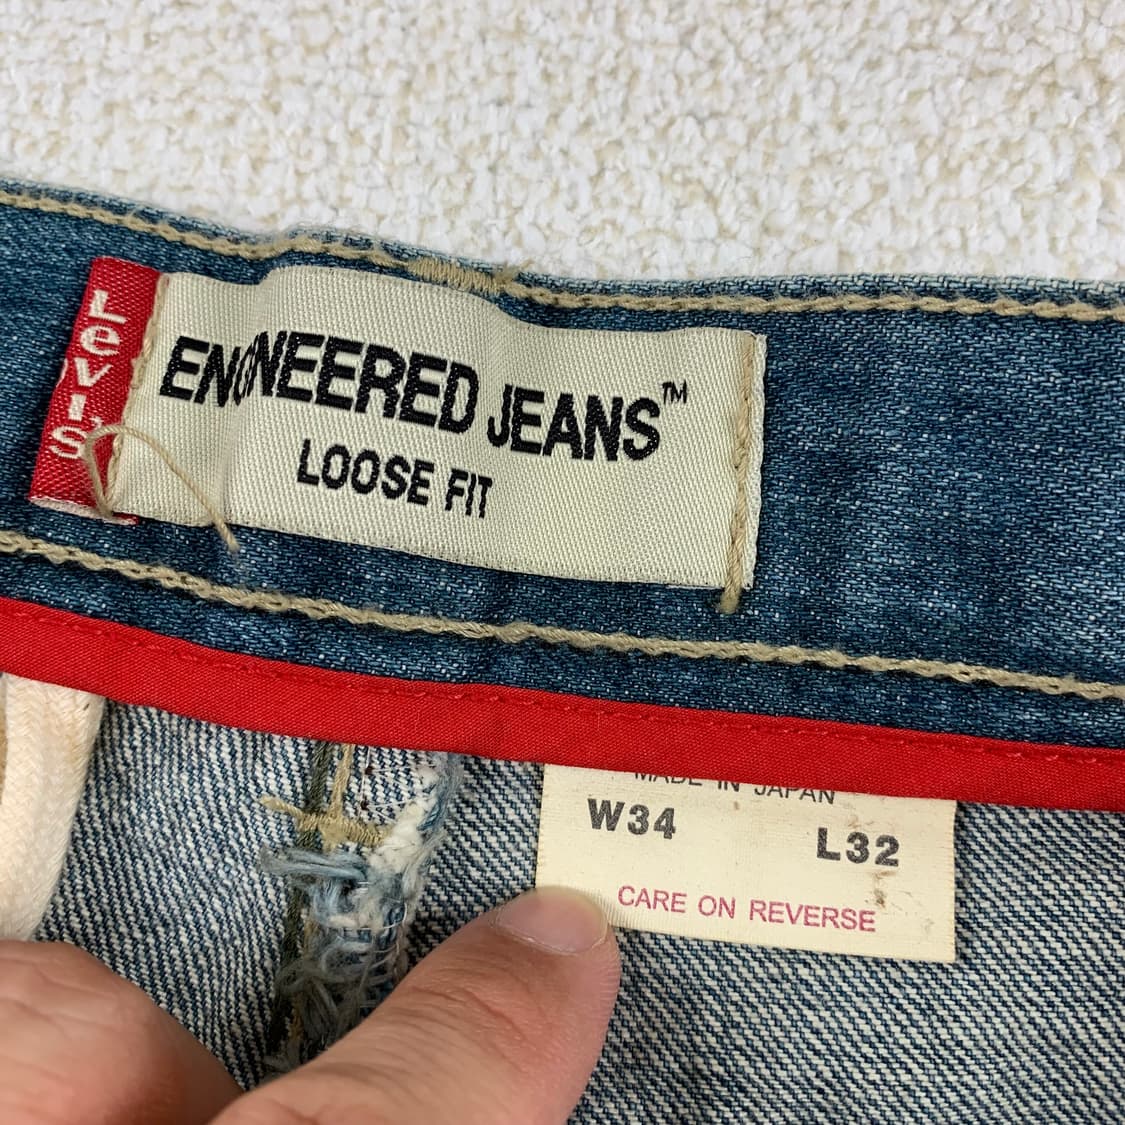 Levi's
ENGINEERED JEANS™
LOOSE FIT
MADE IN JAPAN
W34 L32
CARE ON REVERSE